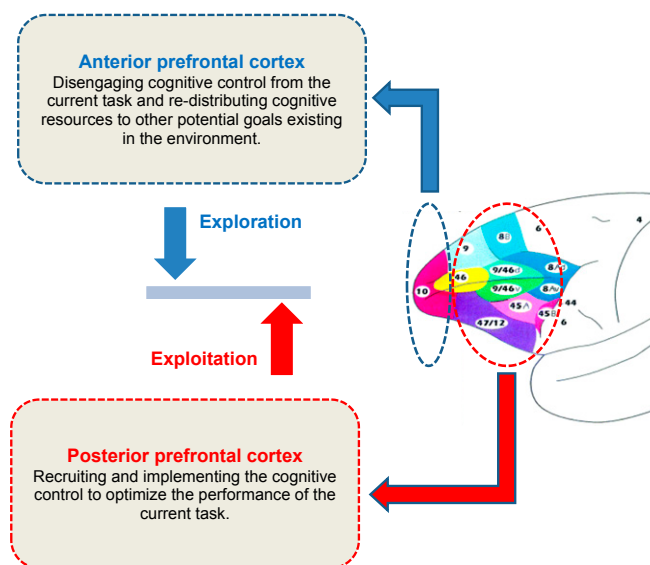 Anterior prefrontal cortex
Disengaging cognitive control from the
current task and re-distributing cognitive
resources to other potential goals existing
in the environment.
Exploration
Exploitation
6
4
8B
9
9/46d
8Ad
46
10
9/46v
8Av
44
45A
45B
47/12
6
Posterior prefrontal cortex
Recruiting and implementing the cognitive
control to optimize the performance of the
current task.